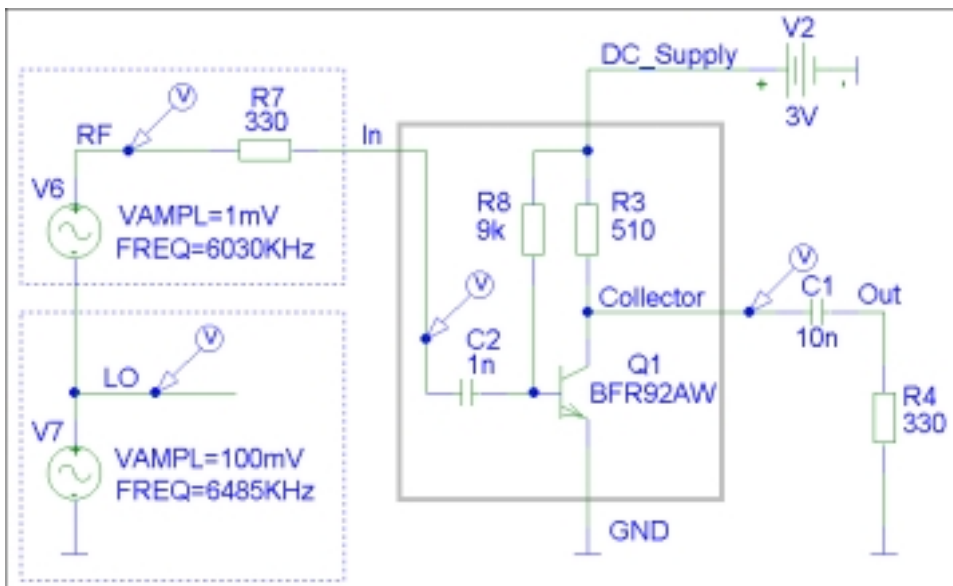 V2
DC_Supply
+
-
3V
R7
330
RF
In
V
V6
VAMPL=1mV
FREQ=6030KHz
R8
9k
R3
510
V
V
Collector
C1
10n
Out
C2
1n
Q1
BFR92AW
R4
330
LO
V
V7
VAMPL=100mV
FREQ=6485KHz
GND